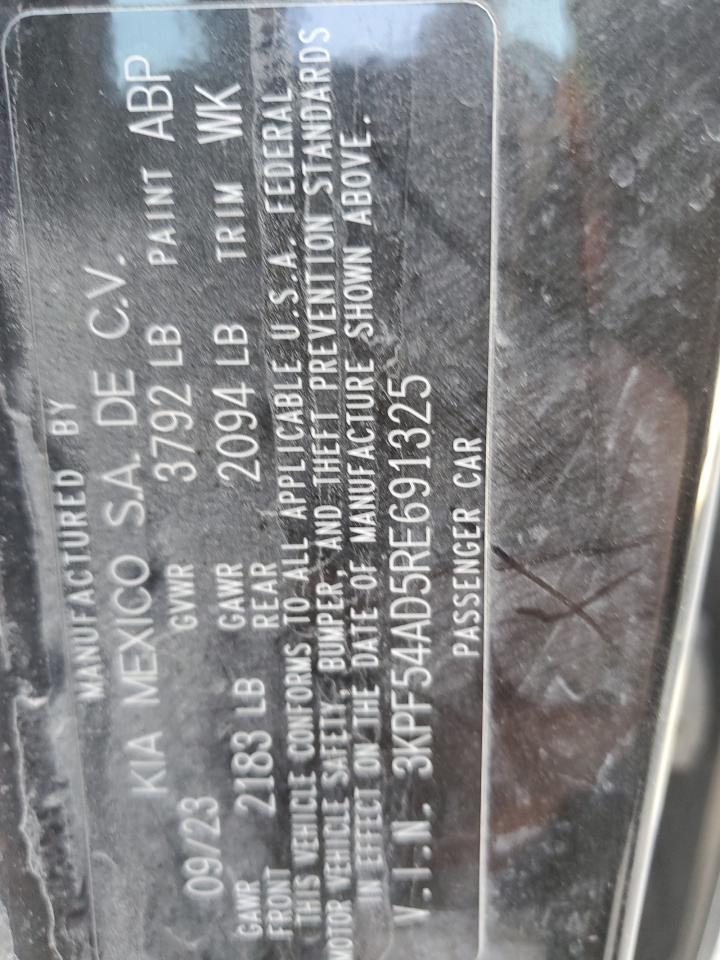 MANUFACTURED BY
KIA MEXICO S.A. DE C.V.
09/23 GVWR 3792 LB PAINT ABP
GAWR FRONT 2183 LB GAWR REAR 2094 LB TRIM WK
THIS VEHICLE CONFORMS TO ALL APPLICABLE U.S.A. FEDERAL
MOTOR VEHICLE SAFETY, BUMPER, AND THEFT PREVENTION STANDARDS
IN EFFECT ON THE DATE OF MANUFACTURE SHOWN ABOVE.
V.I.N. 3KPF54AD5RE691325
PASSENGER CAR